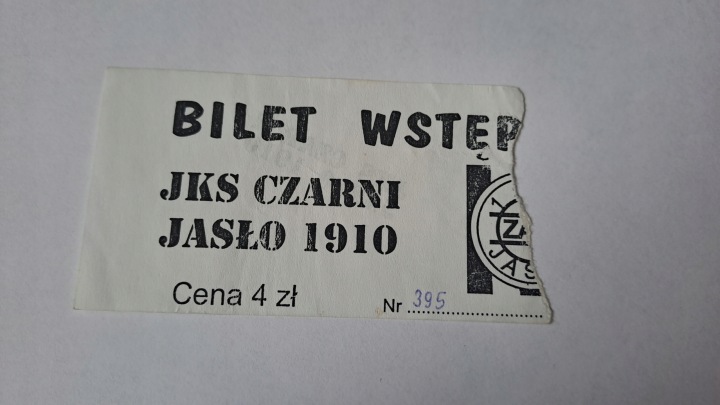 BILET WSTĘP
JKS CZARNI
JASŁO 1910
Cena 4 zł
Nr 395